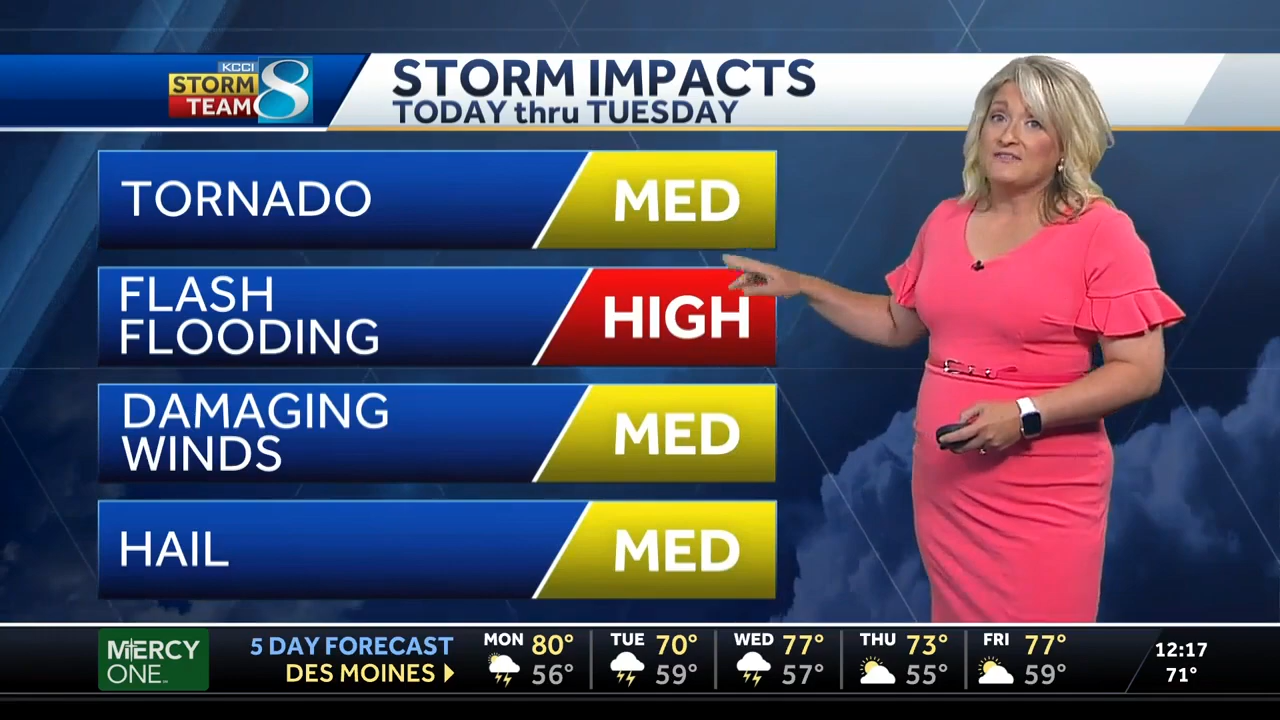 KCCI
STORM
TEAM 8
STORM IMPACTS
TODAY thru TUESDAY
TORNADO MED
FLASH
FLOODING HIGH
DAMAGING
WINDS MED
HAIL MED
MERCY
ONE
5 DAY FORECAST
DES MOINES
MON 80° 56°
TUE 70° 59°
WED 77° 57°
THU 73° 55°
FRI 77° 59°
12:17
71°